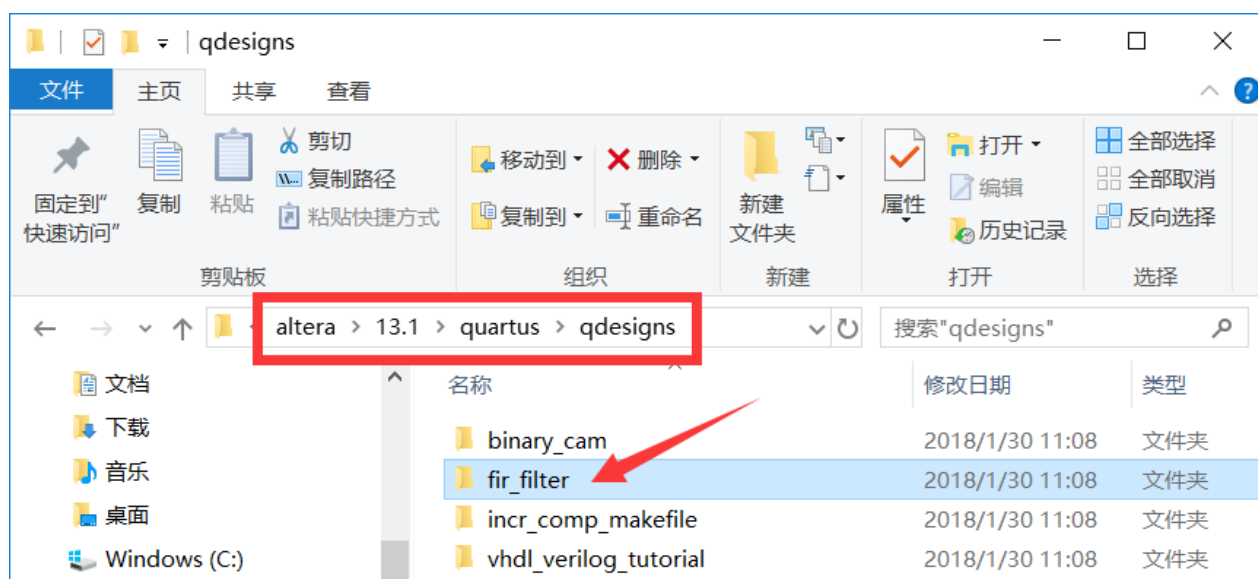 qdesigns
文件 主页 共享 查看
固定到"快速访问"
复制
粘贴
剪切
复制路径
粘贴快捷方式
剪贴板
移动到
复制到
删除
重命名
组织
新建
文件夹
新建
属性
打开
编辑
历史记录
打开
全部选择
全部取消
反向选择
选择
altera > 13.1 > quartus > qdesigns
搜索"qdesigns"
文档
下载
音乐
桌面
Windows (C:)
名称 修改日期 类型
binary_cam 2018/1/30 11:08 文件夹
fir_filter 2018/1/30 11:08 文件夹
incr_comp_makefile 2018/1/30 11:08 文件夹
vhdl_verilog_tutorial 2018/1/30 11:08 文件夹